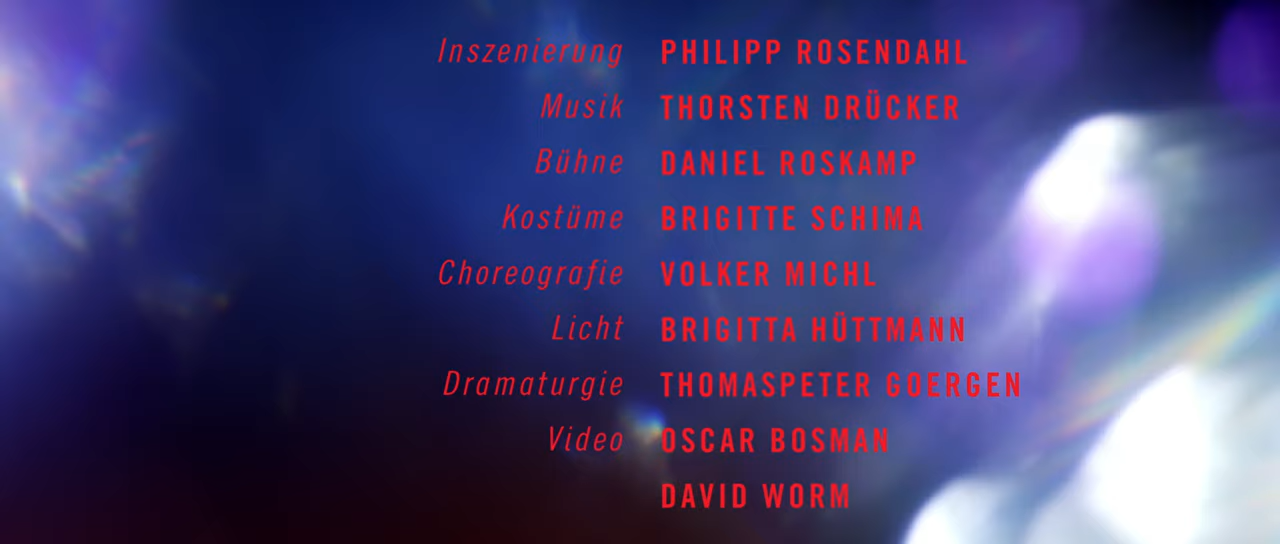 Inszenierung PHILIPP ROSENDAHL
Musik THORSTEN DRÜCKER
Bühne DANIEL ROSKAMP
Kostüme BRIGITTE SCHIMA
Choreografie VOLKER MICHL
Licht BRIGITTA HÜTTMANN
Dramaturgie THOMASPETER GOERGEN
Video OSCAR BOSMAN
DAVID WORM